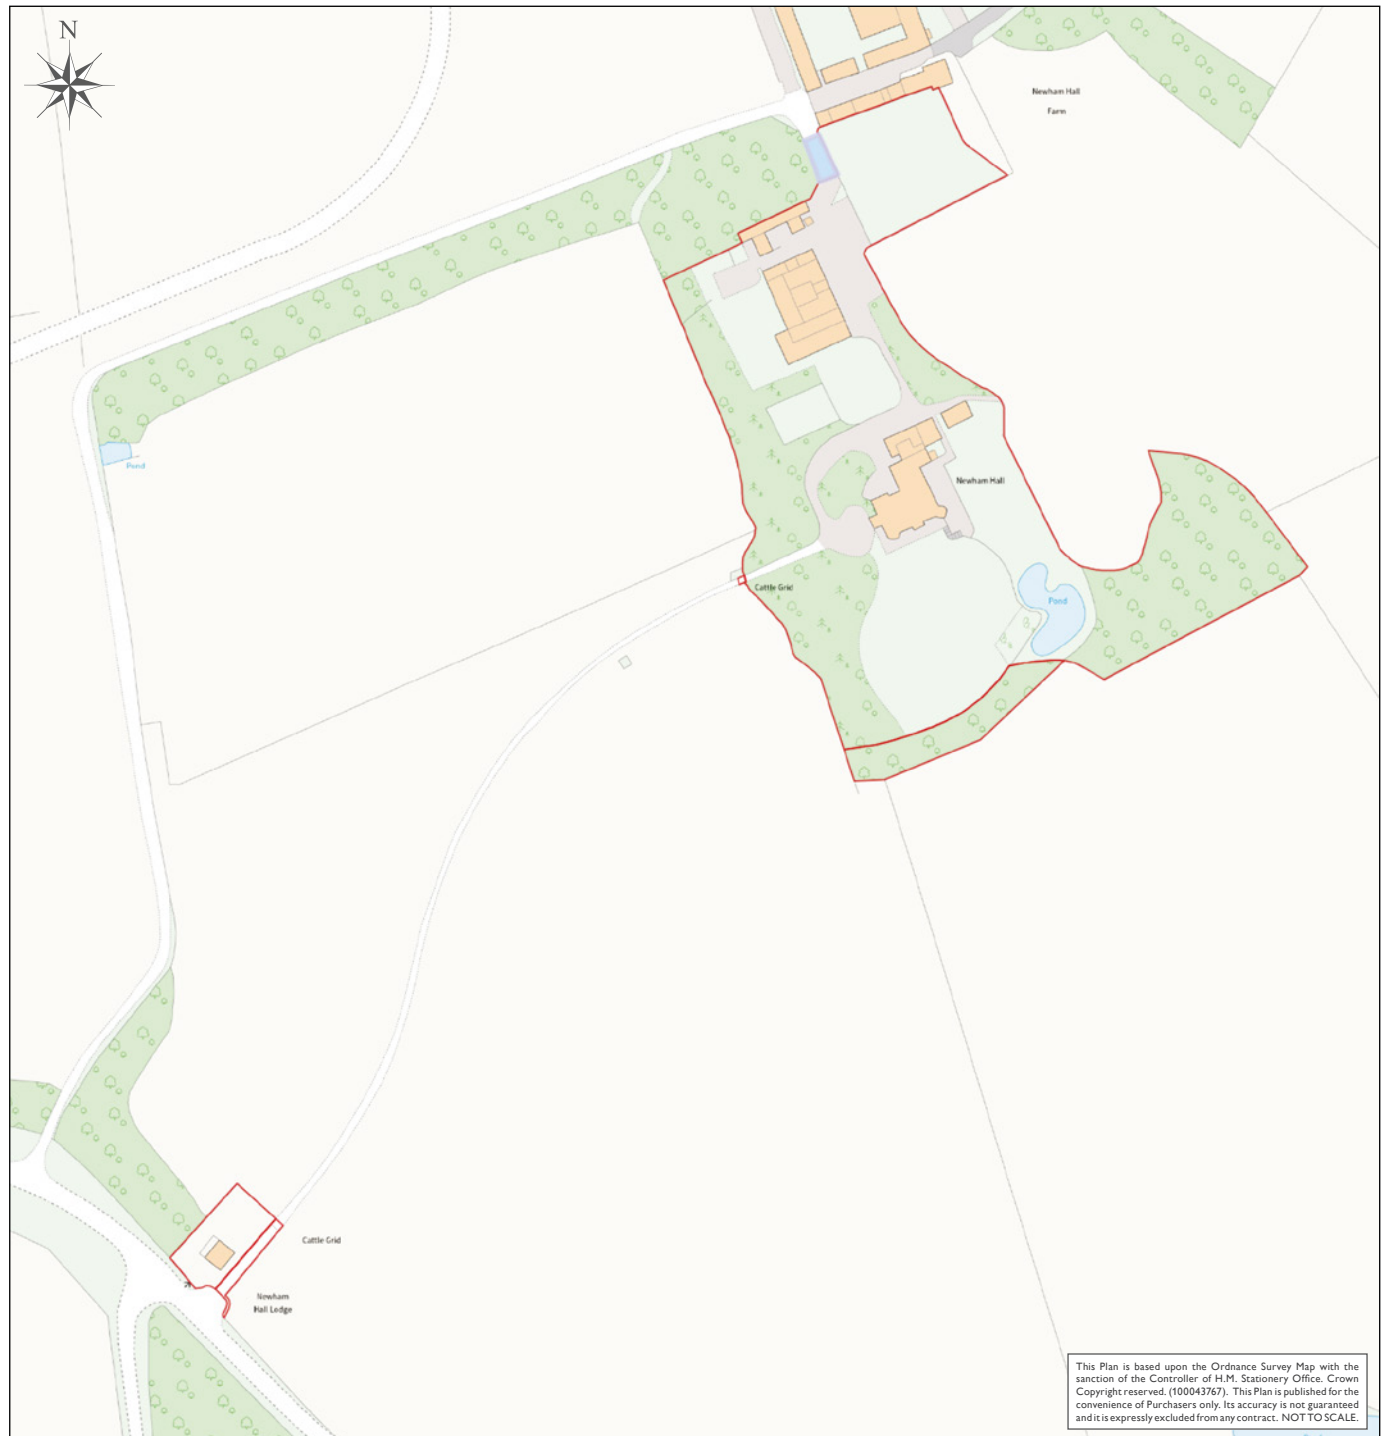 N
Newham Hall
Farm
Pond
Newham Hall
Cattle Grid
Pond
Cattle Grid
Newham
Hall Lodge
This Plan is based upon the Ordnance Survey Map with the
sanction of the Controller of H.M. Stationery Office. Crown
Copyright reserved. (100043767). This Plan is published for the
convenience of Purchasers only. Its accuracy is not guaranteed
and it is expressly excluded from any contract. NOT TO SCALE.